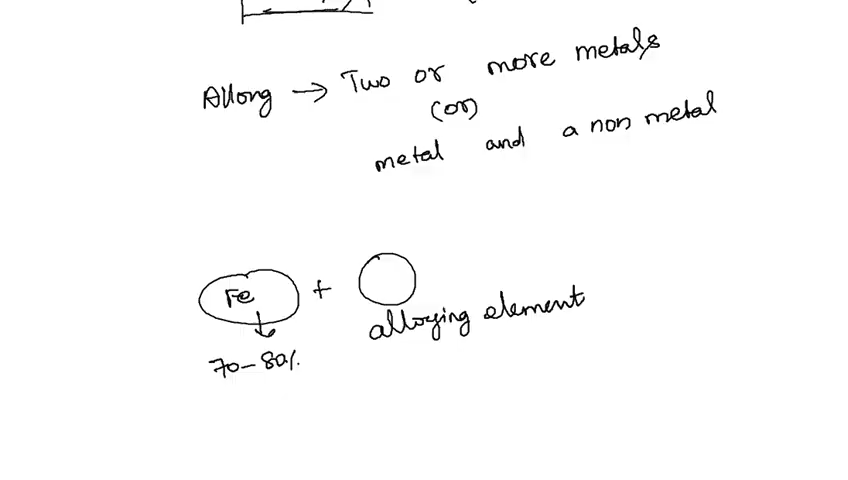 Alloy → Two or more metals
(or)
metal and a non metal
Fe +
alloying element
70-80%